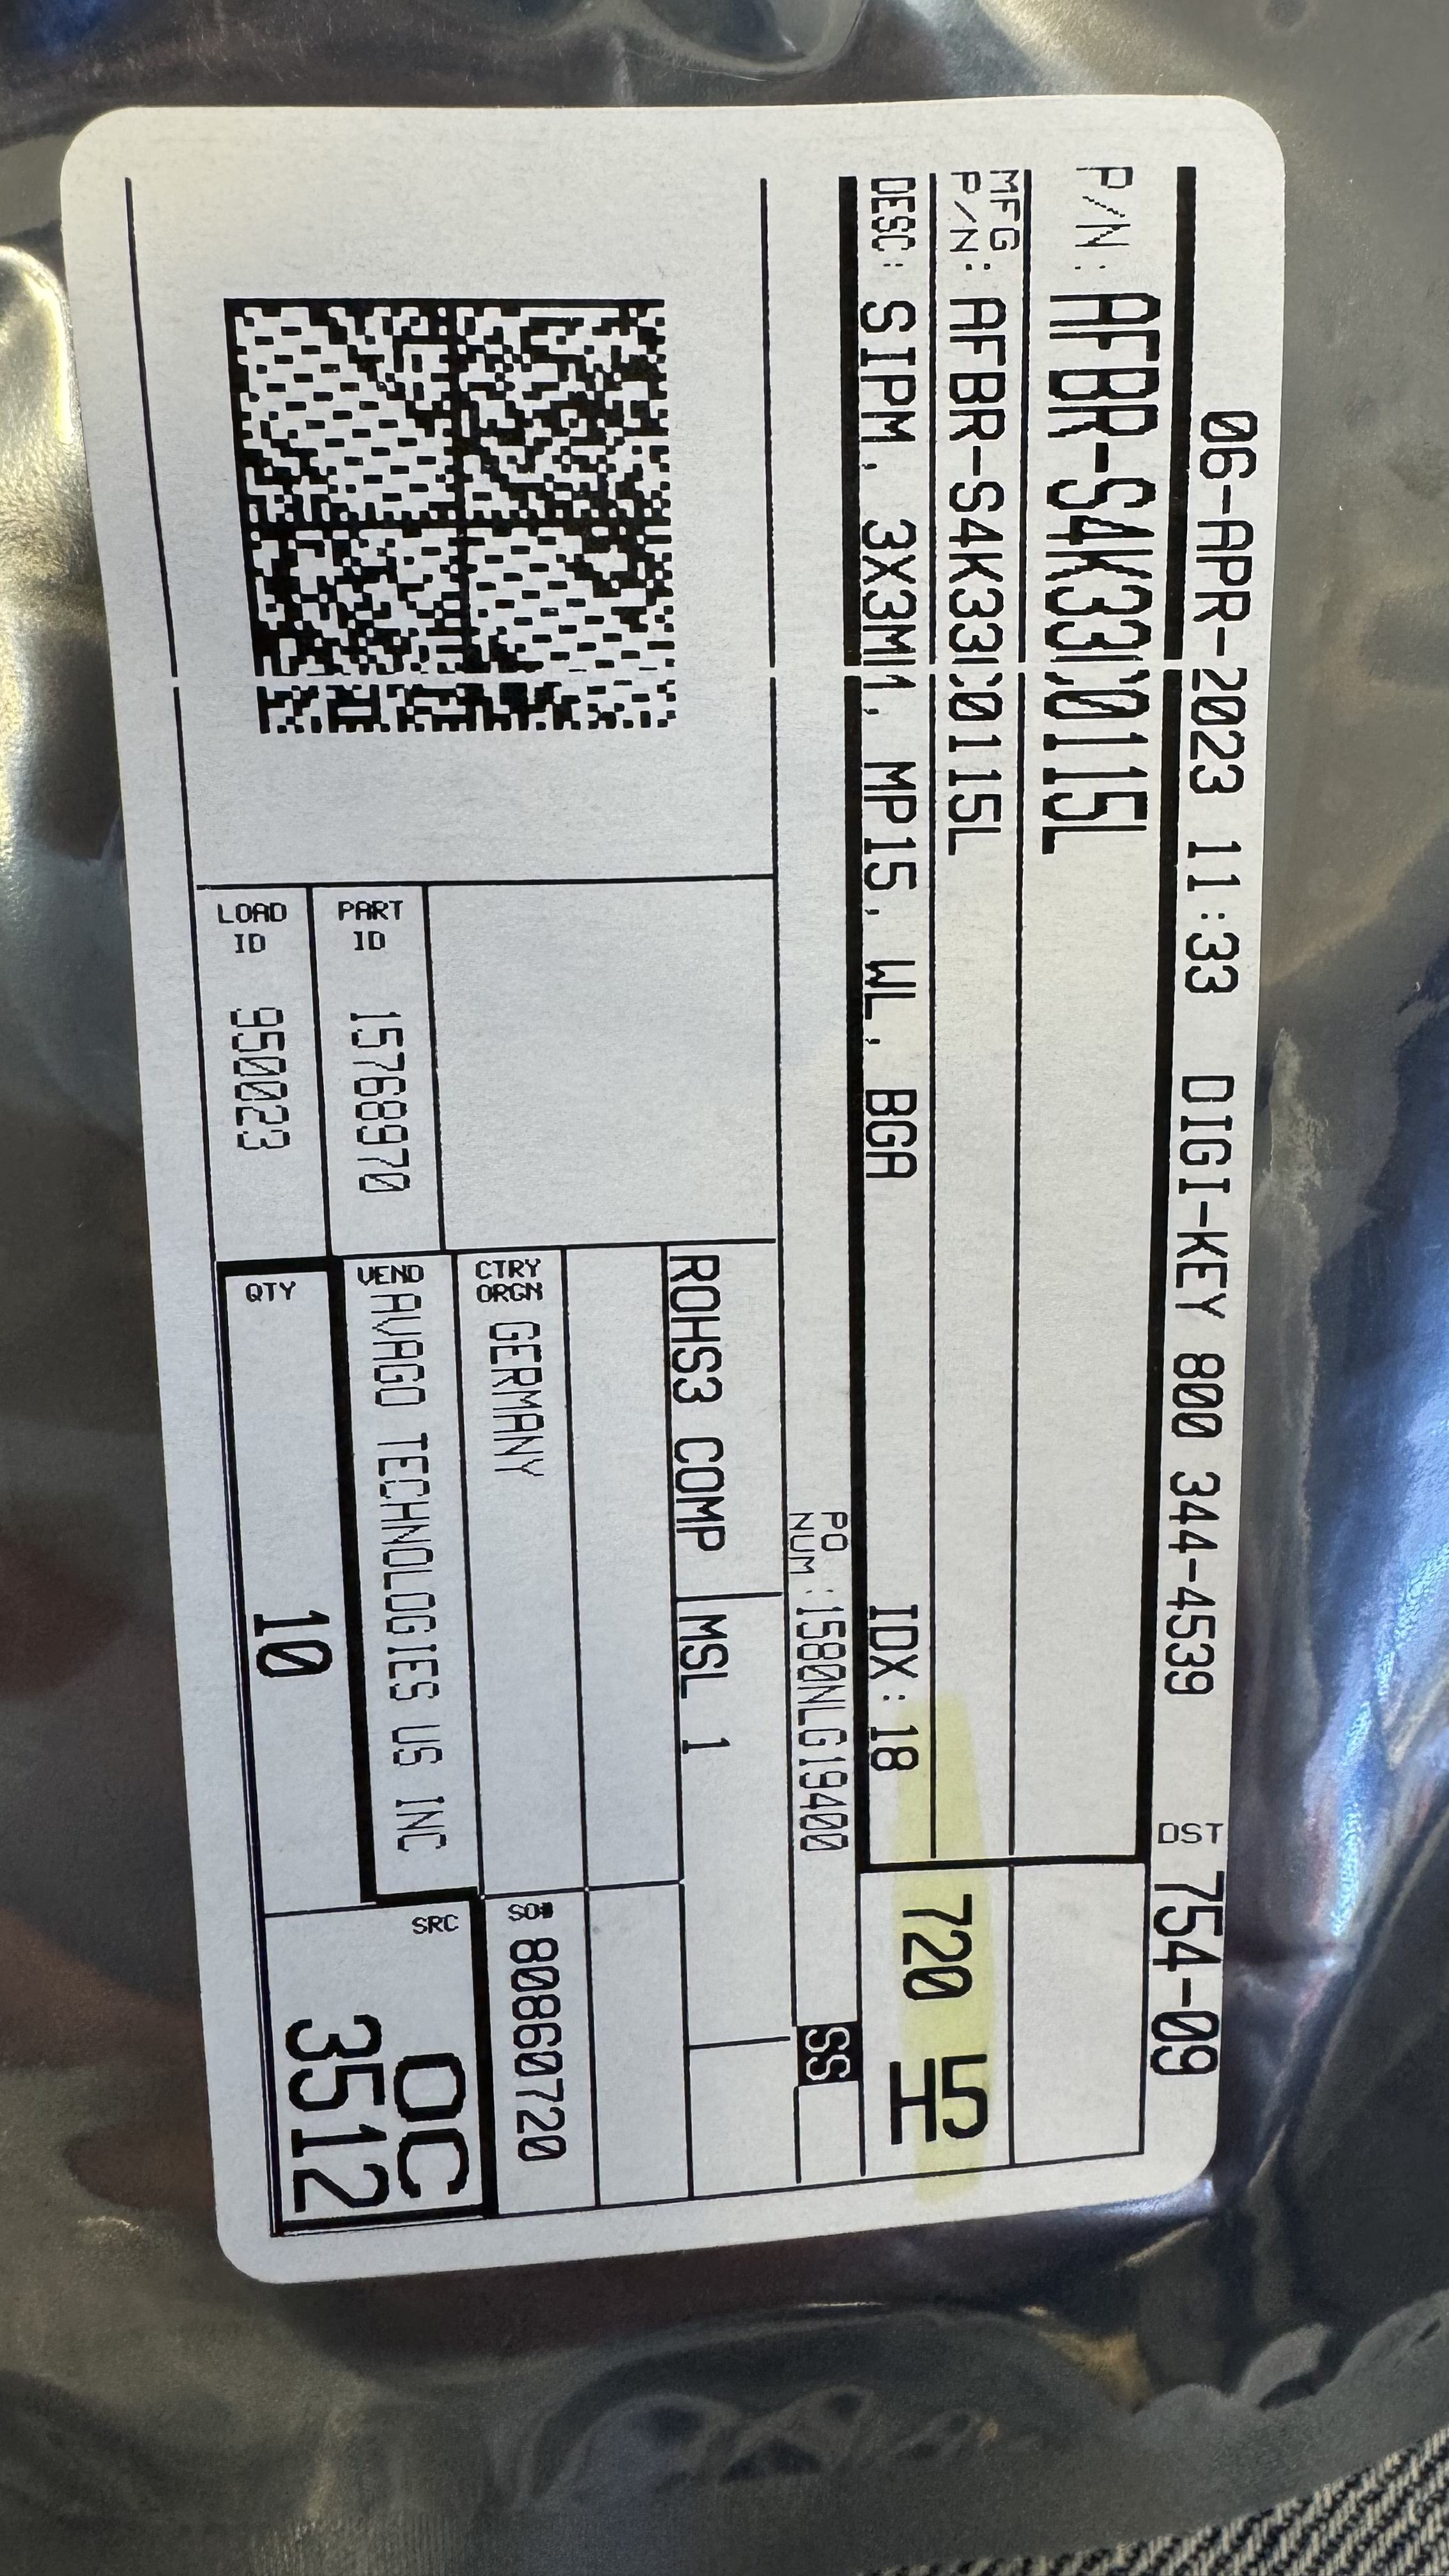 06-APR-2023 11:33 DIGI-KEY 800 344-4539 DST 754-09
P/N: AFBR-S4K33C0115L
MFG
P/N: AFBR-S4K33C0115L
DESC: SIPM, 3X3MM, MP15, WL, BGA IDX: 18
720 H5
PO
NUM :1580NLG19400 SS
ROHS3 COMP MSL 1
CTRY
ORGN GERMANY
SO# 80860720
PART
ID 15768970
VEND AVAGO TECHNOLOGIES US INC
LOAD
ID 950023
QTY 10
SRC OC
3512